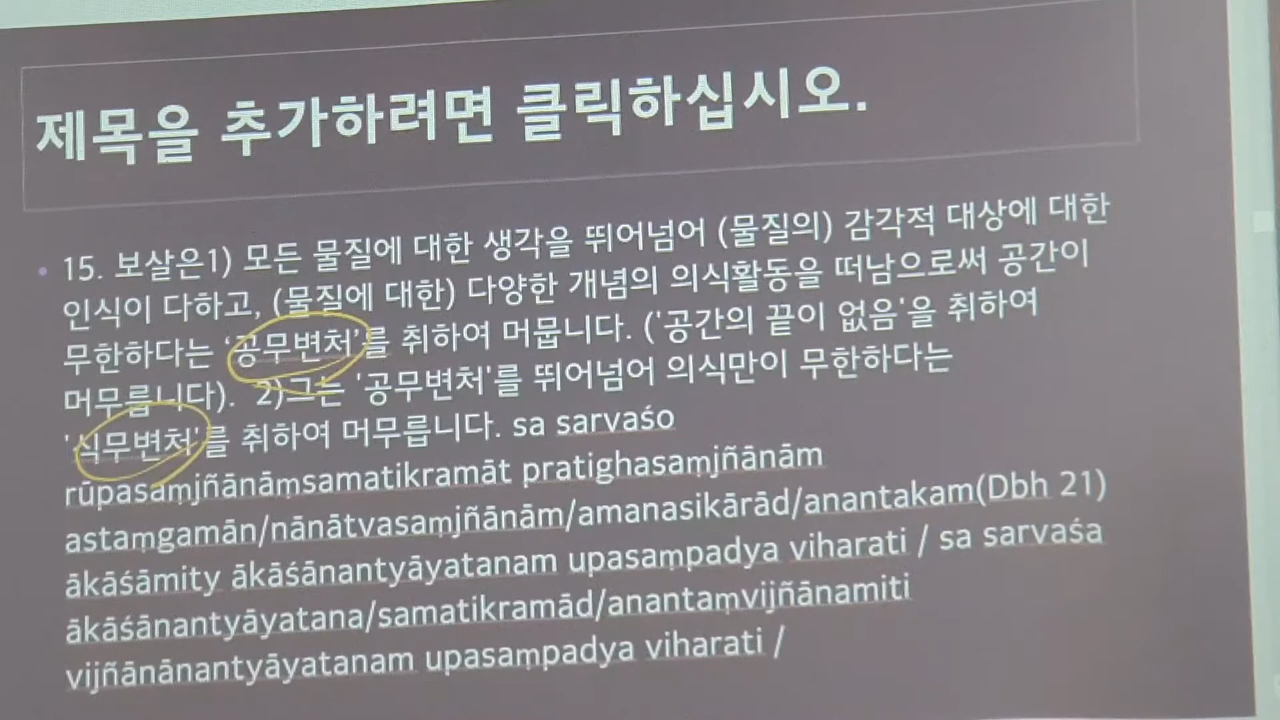 제목을 추가하려면 클릭하십시오.
• 15. 보살은1) 모든 물질에 대한 생각을 뛰어넘어 (물질의) 감각적 대상에 대한
인식이 다하고, (물질에 대한) 다양한 개념의 의식활동을 떠남으로써 공간이
무한하다는 ‘공무변처’를 취하여 머뭅니다. ('공간의 끝이 없음'을 취하여
머무릅니다). 2)그는 '공무변처'를 뛰어넘어 의식만이 무한하다는
'식무변처'를 취하여 머무릅니다. sa sarvaśo
rūpasaṃjñānāṃsamatikramāt pratighasaṃjñānām
astaṃgamān/nānātvasaṃjñānām/amanasikārād/anantakam(Dbh 21)
ākāśāmity ākāśānantyāyatanam upasaṃpadya viharati / sa sarvaśa
ākāśānantyāyatana/samatikramād/anantaṃvijñānamiti
vijñānānantyāyatanam upasaṃpadya viharati /